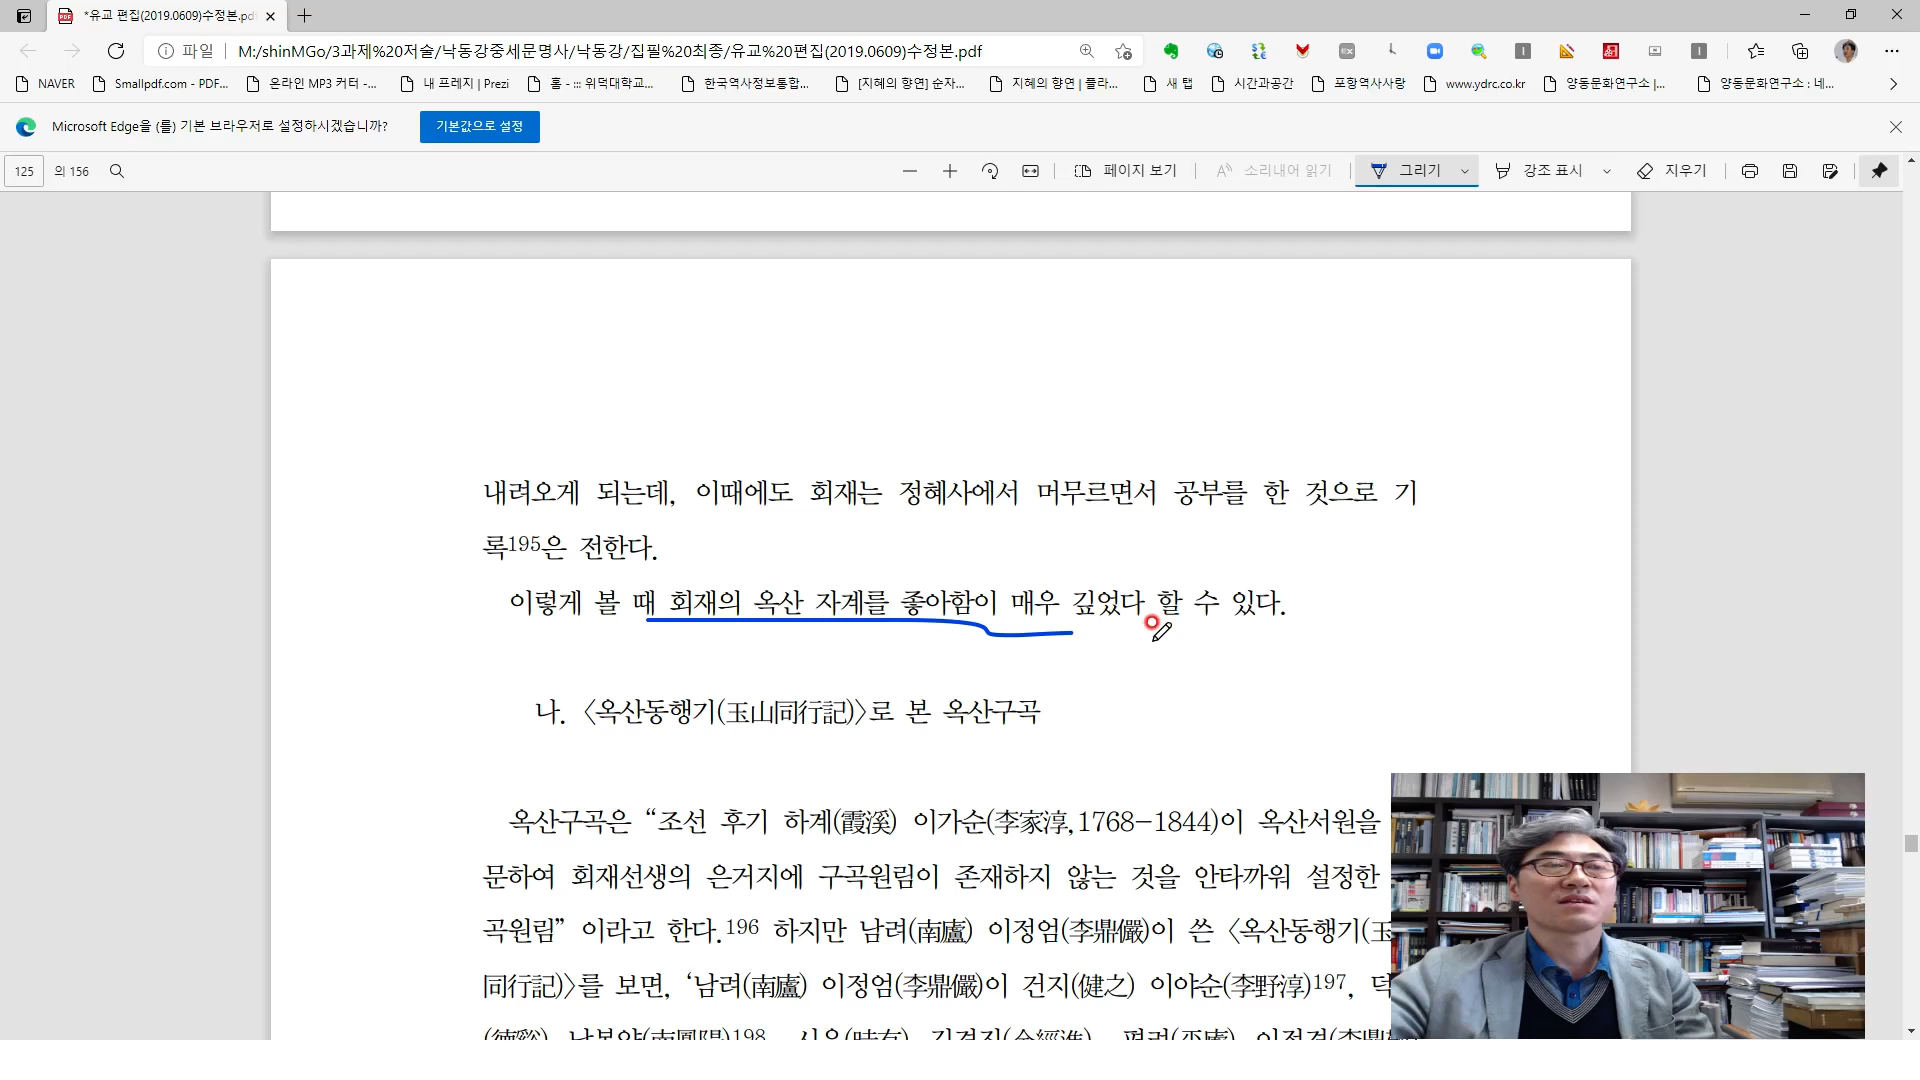 *유교 편집(2019.0609)수정본.pd
파일 M:/shinMGo/3과제%20저술/낙동강중세문명사/낙동강/집필%20최종/유교%20편집(2019.0609)수정본.pdf
NAVER Smallpdf.com - PDF... 온라인 MP3 커터 -... 내 프레지 | Prezi 홈 - ::: 위덕대학교... 한국역사정보통합... [지혜의 향연] 순자... 지혜의 향연 | 플라... 새 탭 시간과공간 포항역사사랑 www.ydrc.co.kr 양동문화연구소 |... 양동문화연구소 : 네...
Microsoft Edge을 (를) 기본 브라우저로 설정하시겠습니까? 기본값으로 설정
125 의 156 페이지 보기 소리내어 읽기 그리기 강조 표시 지우기
내려오게 되는데, 이때에도 회재는 정혜사에서 머무르면서 공부를 한 것으로 기
록195은 전한다.
이렇게 볼 때 회재의 옥산 자계를 좋아함이 매우 깊었다 할 수 있다.
나. 〈옥산동행기(玉山同行記)〉로 본 옥산구곡
옥산구곡은 “조선 후기 하계(霞溪) 이가순(李家淳, 1768-1844)이 옥산서원을
문하여 회재선생의 은거지에 구곡원림이 존재하지 않는 것을 안타까워 설정한
곡원림” 이라고 한다.196 하지만 남려(南廬) 이정엄(李鼎儼)이 쓴 〈옥산동행기(玉
同行記)〉를 보면, ‘남려(南廬) 이정엄(李鼎儼)이 건지(健之) 이야순(李野淳)197, 덕